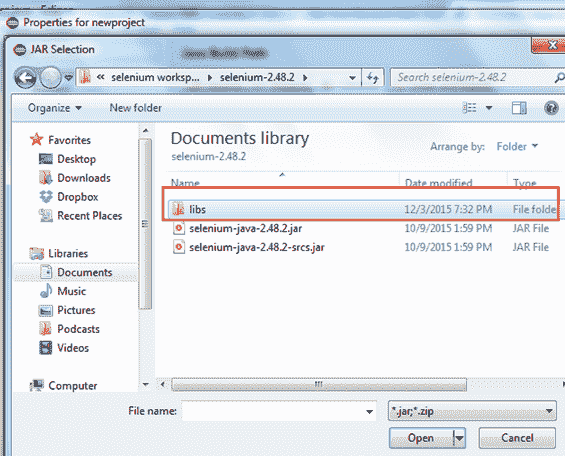 Properties for newproject
JAR Selection
« selenium worksp... ▸ selenium-2.48.2 ▸ Search selenium-2.48.2
Organize New folder
Favorites
Desktop
Downloads
Dropbox
Recent Places
Libraries
Documents
Music
Pictures
Podcasts
Videos
Computer
Documents library
selenium-2.48.2
Arrange by: Folder
Name Date modified Type
libs 12/3/2015 7:32 PM File folde
selenium-java-2.48.2.jar 10/9/2015 1:59 PM JAR File
selenium-java-2.48.2-srcs.jar 10/9/2015 1:59 PM JAR File
File name: *.jar;*.zip
Open Cancel